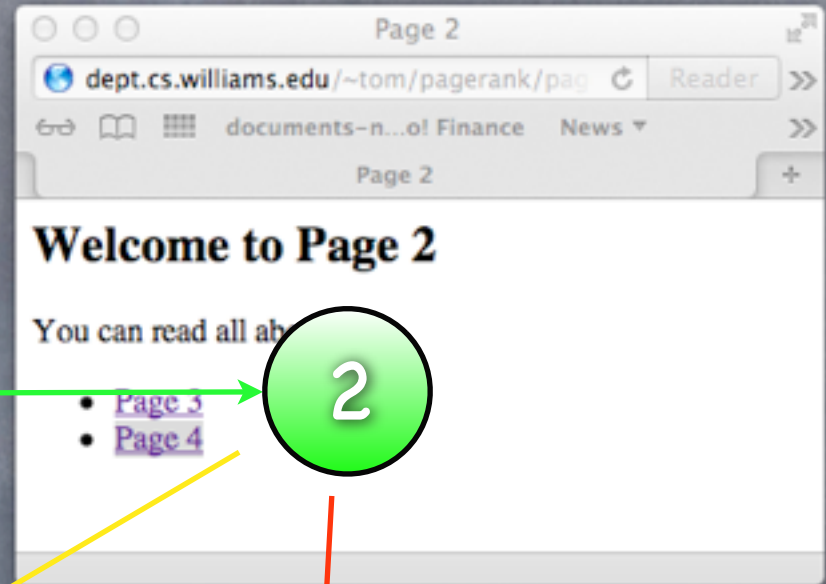 Page 2
dept.cs.williams.edu/~tom/pagerank/pag Reader
documents-n...o! Finance News
Page 2
Welcome to Page 2
You can read all
2
Page 3
Page 4